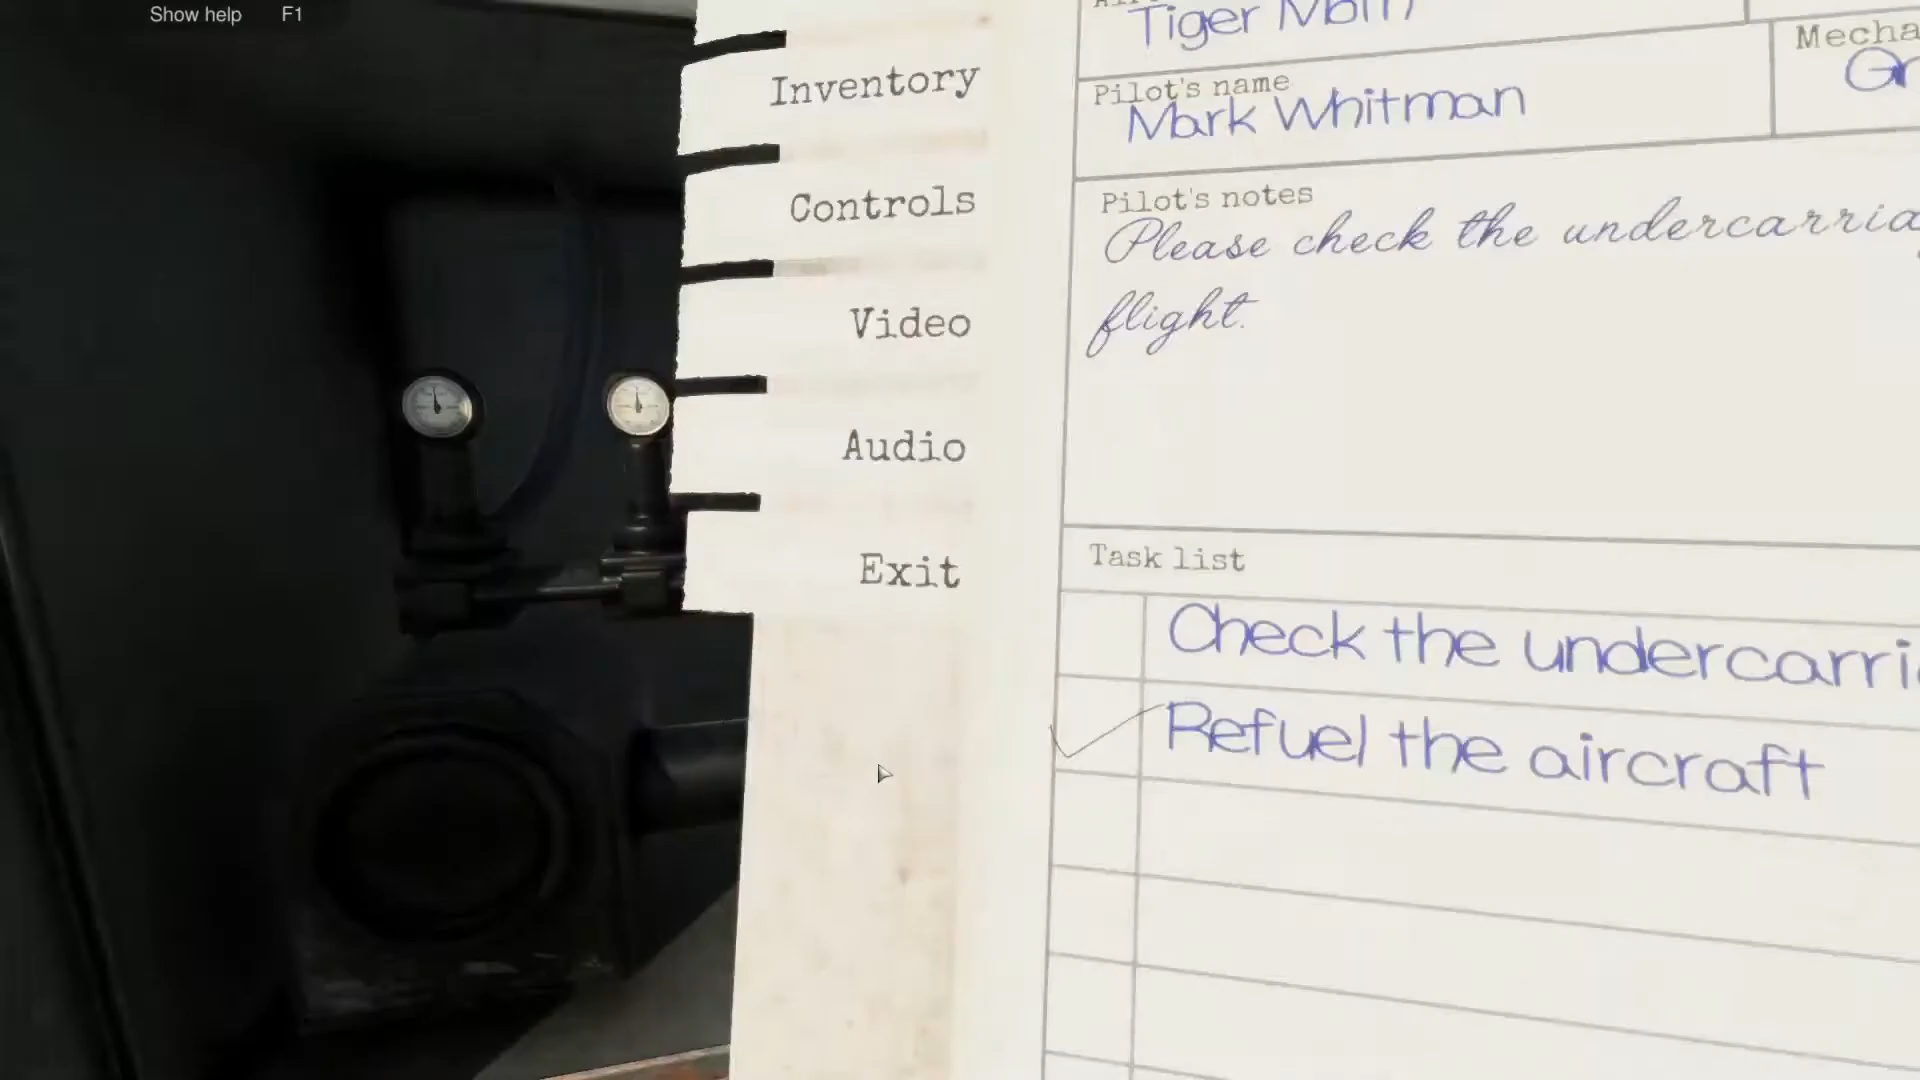 Show help F1
Tiger Moth
Inventory
Controls
Video
Audio
Exit
Pilot's name
Mark Whitman
Pilot's notes
Please check the
flight.
Task list
Check the
Refuel the aircraft